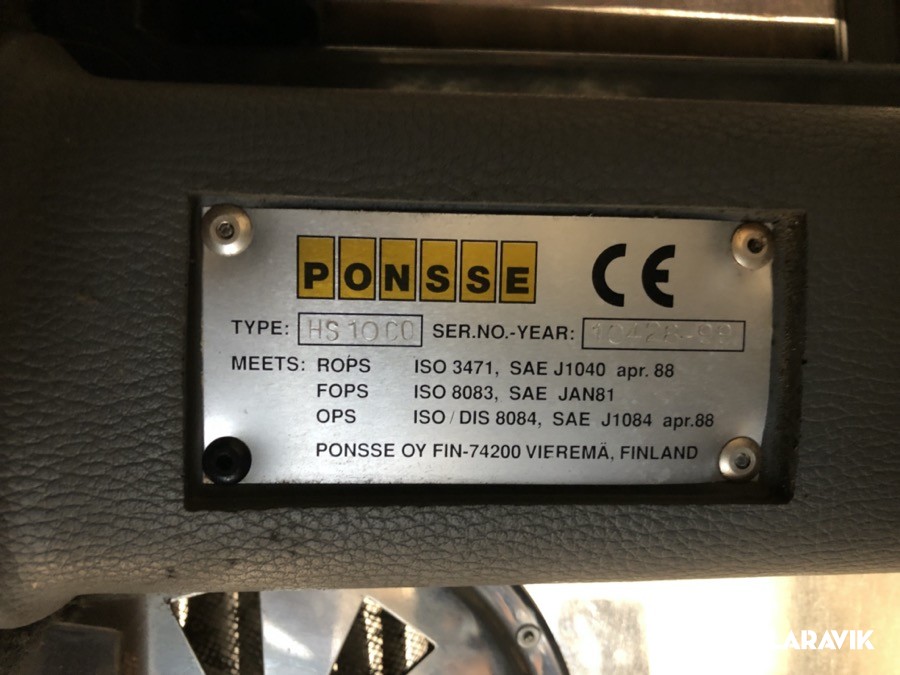 PONSSE CE
TYPE: HS 1000 SER.NO.-YEAR:
MEETS: ROPS ISO 3471, SAE J1040 apr. 88
FOPS ISO 8083, SAE JAN81
OPS ISO/DIS 8084, SAE J1084 apr.88
PONSSE OY FIN-74200 VIEREMÄ, FINLAND
KLARAVIK